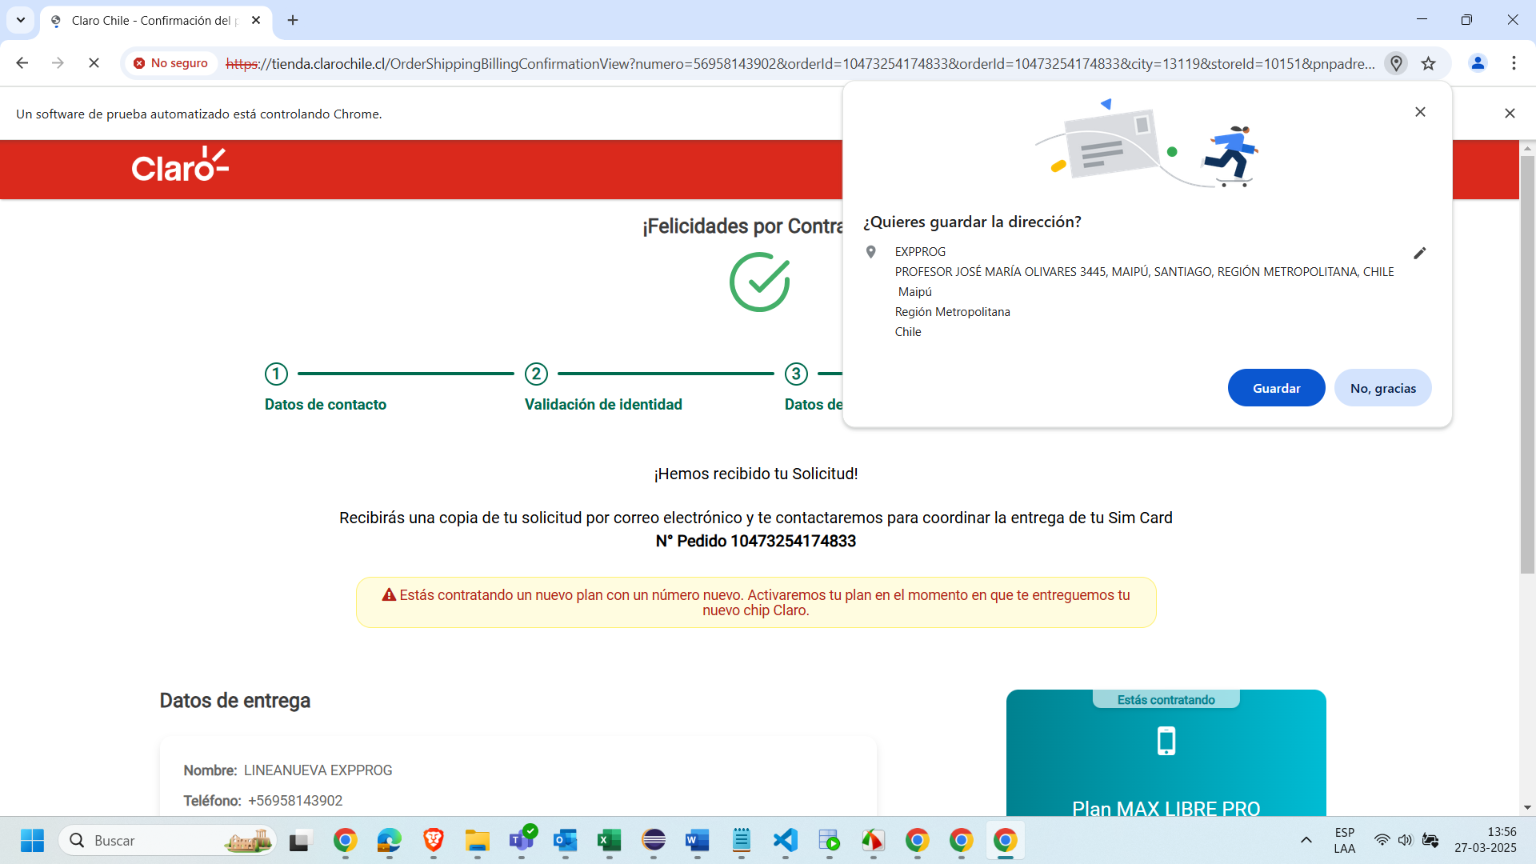 Claro Chile - Confirmación del p
No seguro
https://tienda.clarochile.cl/OrderShippingBillingConfirmationView?numero=56958143902&orderId=10473254174833&orderId=10473254174833&city=13119&storeId=10151&pnpadre...
Un software de prueba automatizado está controlando Chrome.
Claro
¡Felicidades por Contra
¿Quieres guardar la dirección?
EXPPROG
PROFESOR JOSÉ MARÍA OLIVARES 3445, MAIPÚ, SANTIAGO, REGIÓN METROPOLITANA, CHILE
Maipú
Región Metropolitana
Chile
Guardar
No, gracias
1
2
3
Datos de contacto
Validación de identidad
Datos de
¡Hemos recibido tu Solicitud!
Recibirás una copia de tu solicitud por correo electrónico y te contactaremos para coordinar la entrega de tu Sim Card
N° Pedido 10473254174833
Estás contratando un nuevo plan con un número nuevo. Activaremos tu plan en el momento en que te entreguemos tu
nuevo chip Claro.
Datos de entrega
Estás contratando
Nombre: LINEANUEVA EXPPROG
Teléfono: +56958143902
Plan MAX LIBRE PRO
Buscar
ESP
LAA
13:56
27-03-2025